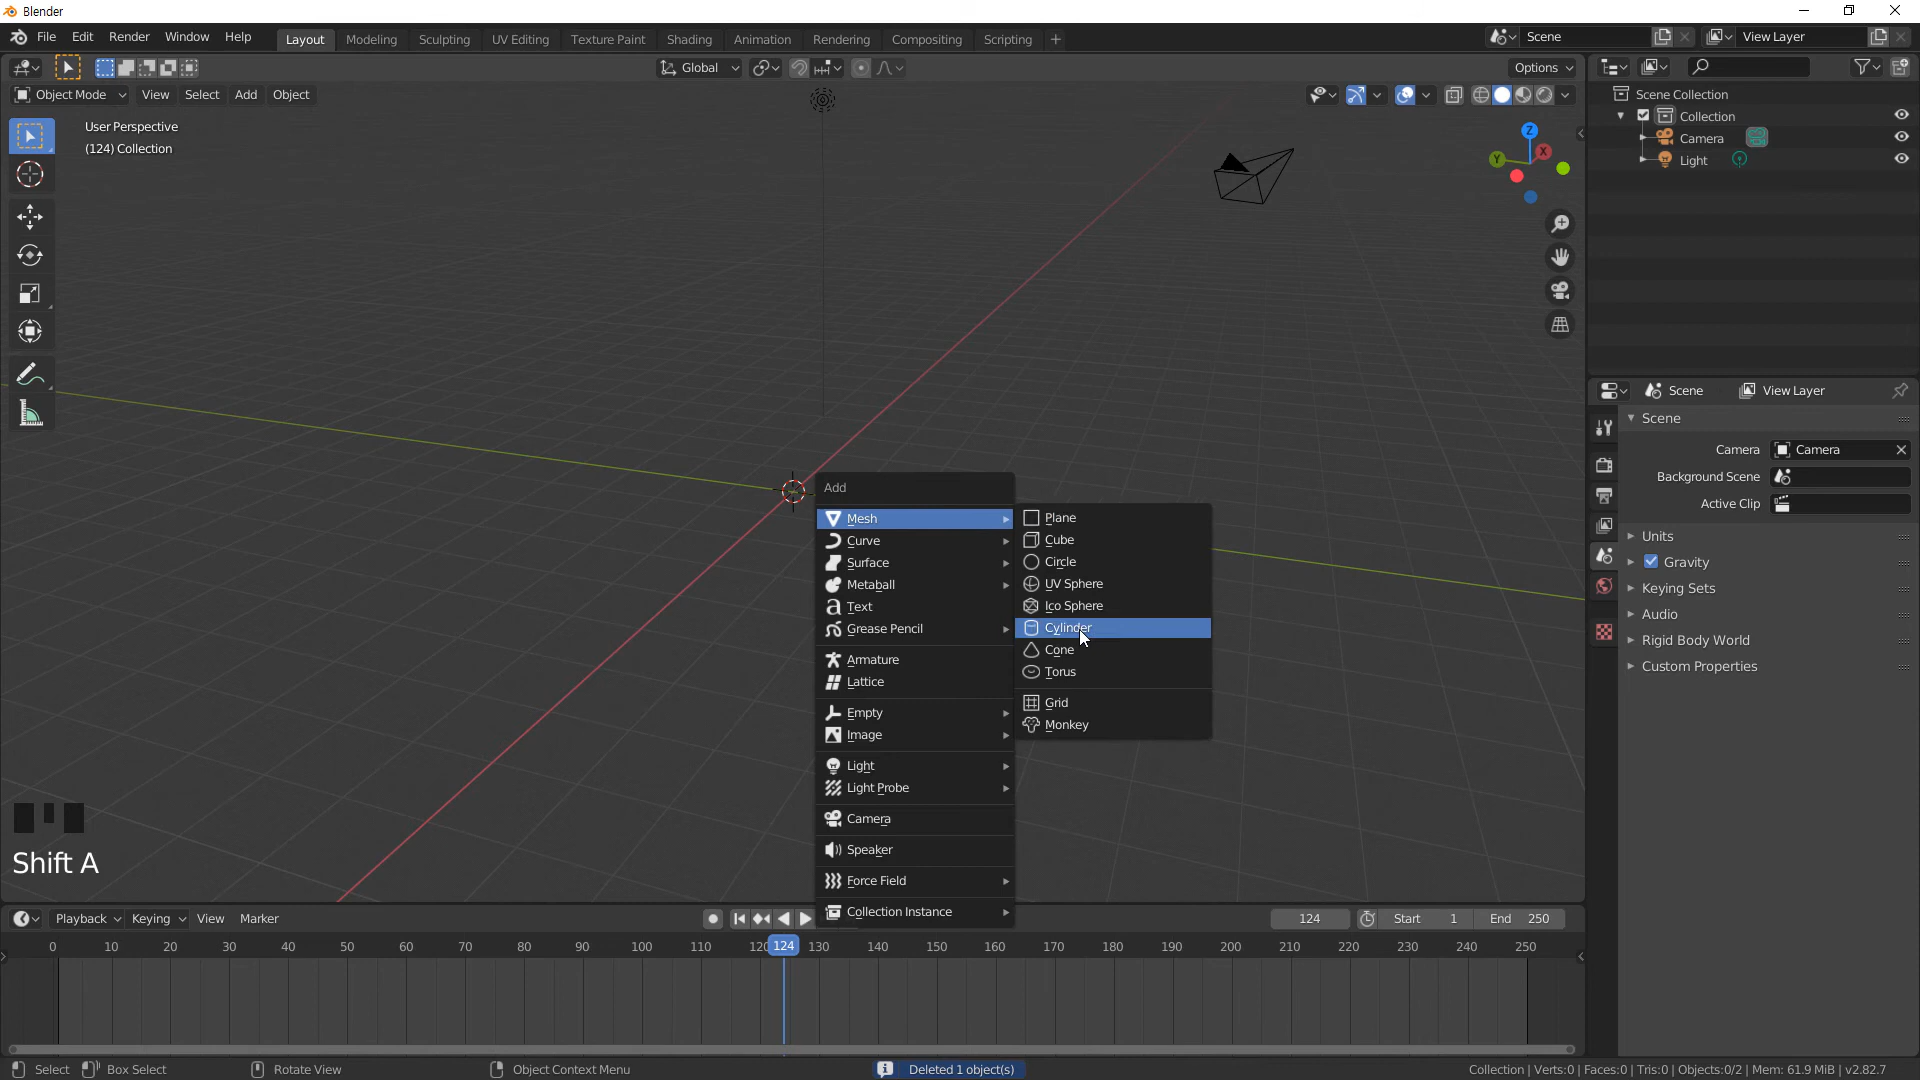 Blender
File Edit Render Window Help Layout Modeling Sculpting UV Editing Texture Paint Shading Animation Rendering Compositing Scripting + Scene View Layer
Global Options
Object Mode View Select Add Object
User Perspective
(124) Collection
Z
Y
X
Scene Collection
Collection
Camera
Light
Scene View Layer
Scene
Camera Camera
Background Scene
Active Clip
Units
Gravity
Keying Sets
Audio
Rigid Body World
Custom Properties
Add
Mesh
Curve
Surface
Metaball
Text
Grease Pencil
Armature
Lattice
Empty
Image
Light
Light Probe
Camera
Speaker
Force Field
Collection Instance
Plane
Cube
Circle
UV Sphere
Ico Sphere
Cylinder
Cone
Torus
Grid
Monkey
Shift A
Playback Keying View Marker 124 Start 1 End 250
0 10 20 30 40 50 60 70 80 90 100 110 120 124 130 140 150 160 170 180 190 200 210 220 230 240 250
Select Box Select Rotate View Object Context Menu Deleted 1 object(s) Collection | Verts:0 | Faces:0 | Tris:0 | Objects:0/2 | Mem: 61.9 MiB | v2.82.7